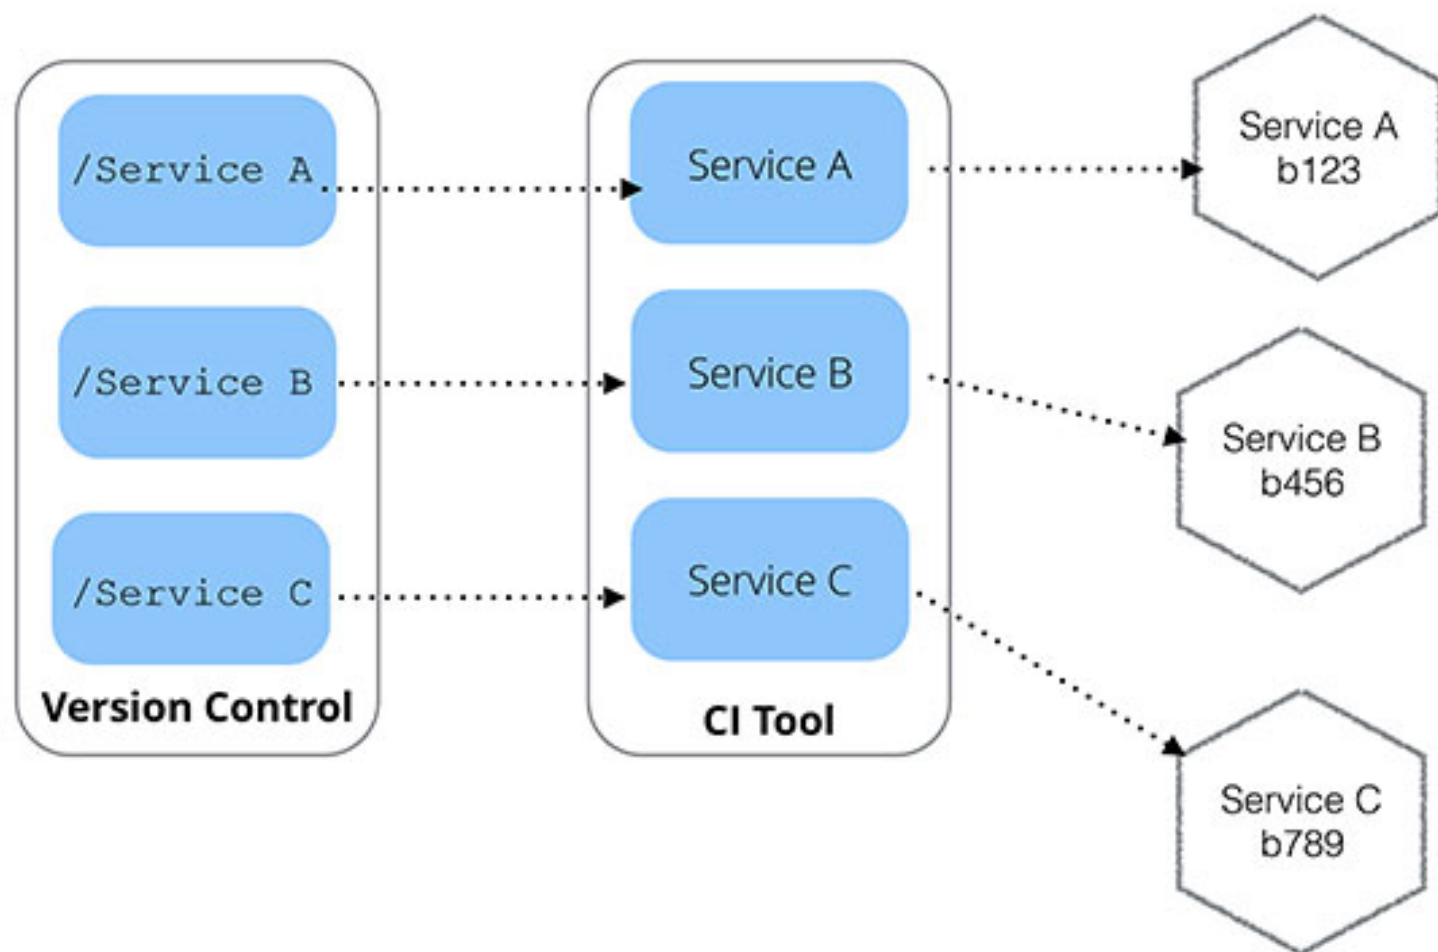 /Service A
/Service B
/Service C
Version Control
Service A
Service B
Service C
CI Tool
Service A
b123
Service B
b456
Service C
b789